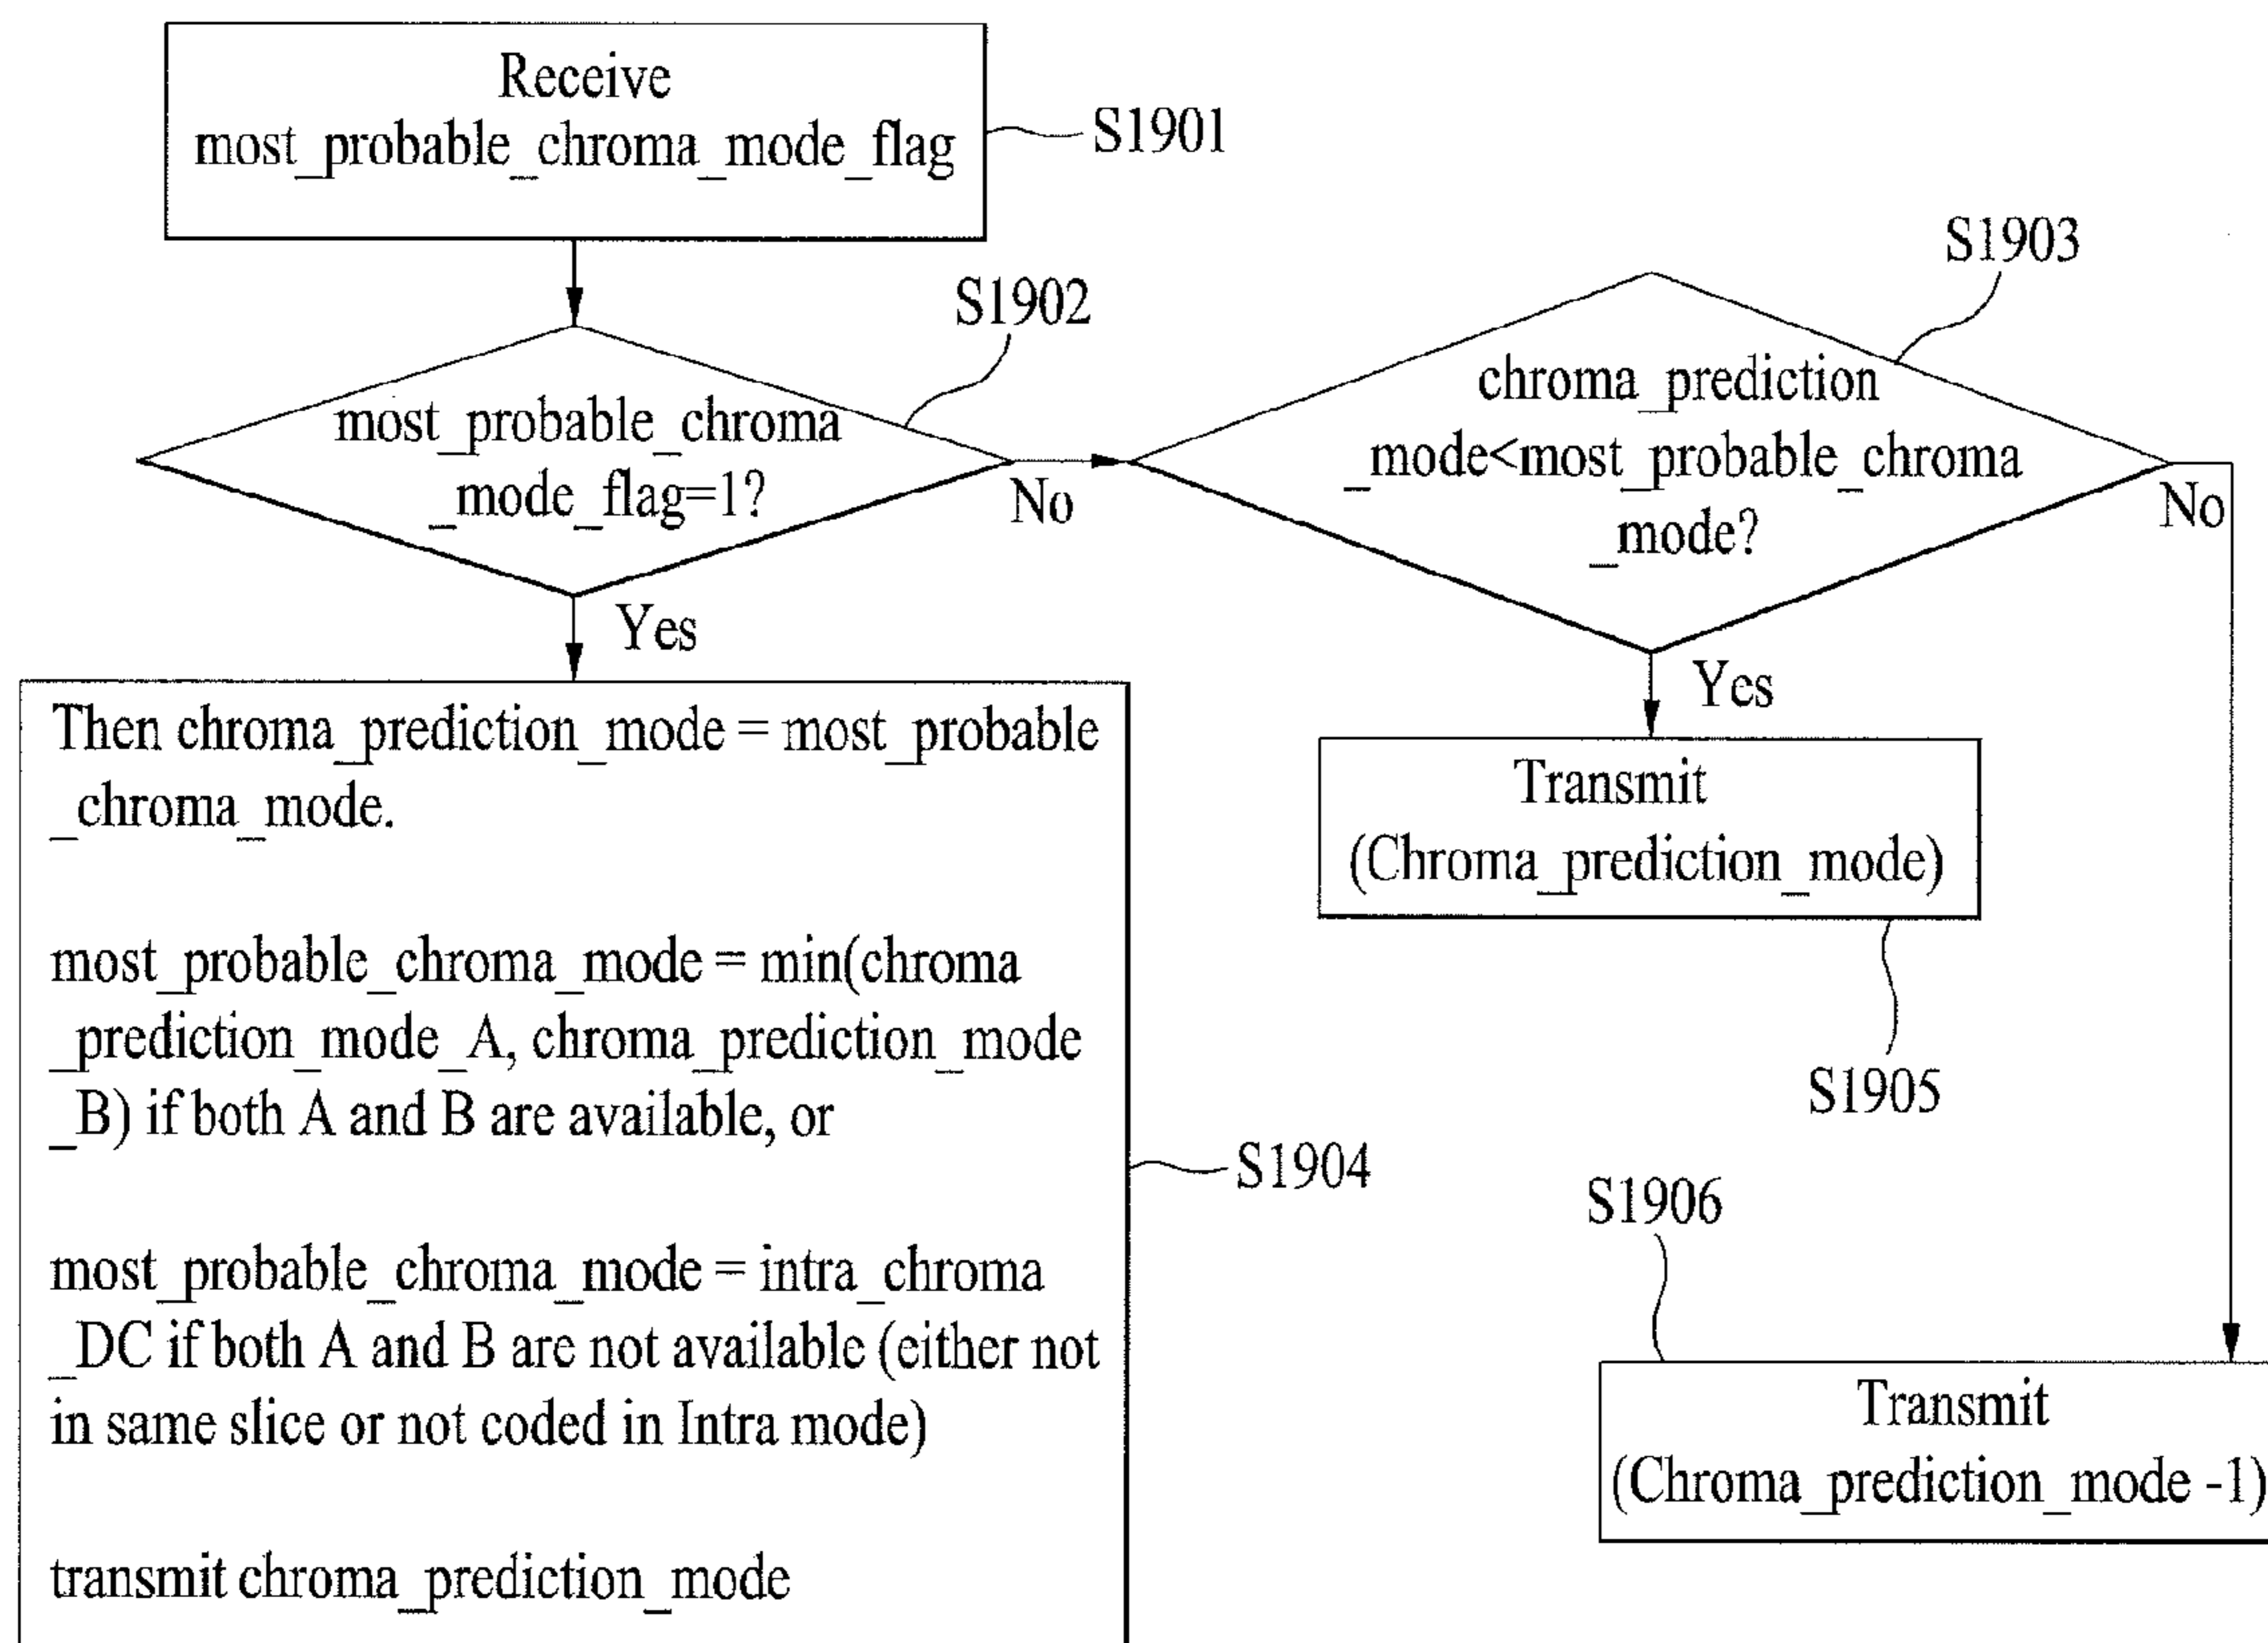 Receive
most_probable_chroma_mode_flag
S1901
S1902
most_probable_chroma
_mode_flag=1?
No
Yes
S1903
chroma_prediction
_mode<most_probable_chroma
_mode?
No
Yes
Transmit
(Chroma_prediction_mode)
S1905
Then chroma_prediction_mode = most_probable
_chroma_mode.
most_probable_chroma_mode = min(chroma
_prediction_mode_A, chroma_prediction_mode
_B) if both A and B are available, or
most_probable_chroma_mode = intra_chroma
_DC if both A and B are not available (either not
in same slice or not coded in Intra mode)
transmit chroma_prediction_mode
S1904
S1906
Transmit
(Chroma_prediction_mode -1)